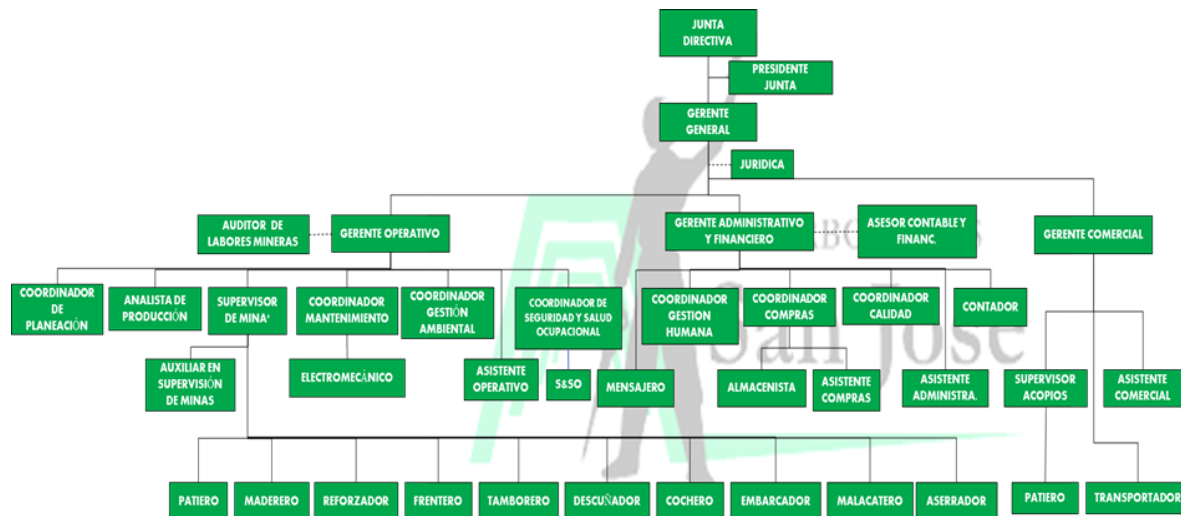 JUNTA
DIRECTIVA
PRESIDENTE
JUNTA
GERENTE
GENERAL
JURIDICA
AUDITOR DE
LABORES MINERAS
GERENTE OPERATIVO
GERENTE ADMINISTRATIVO
Y FINANCIERO
ASESOR CONTABLE Y
FINANC.
GERENTE COMERCIAL
COORDINADOR
DE
PLANEACIÓN
ANALISTA DE
PRODUCCIÓN
SUPERVISOR
DE MINA*
COORDINADOR
MANTENIMIENTO
COORDINADOR
GESTIÓN
AMBIENTAL
COORDINADOR DE
SEGURIDAD Y SALUD
OCUPACIONAL
COORDINADOR
GESTION
HUMANA
COORDINADOR
COMPRAS
COORDINADOR
CALIDAD
CONTADOR
San Jose
AUXILIAR EN
SUPERVISIÓN
DE MINAS
ELECTROMECÁNICO
ASISTENTE
OPERATIVO
S&SO
MENSAJERO
ALMACENISTA
ASISTENTE
COMPRAS
ASISTENTE
ADMINISTRA.
SUPERVISOR
ACOPIOS
ASISTENTE
COMERCIAL
PATIERO
MADERERO
REFORZADOR
FRENTERO
TAMBORERO
DESCUÑADOR
COCHERO
EMBARCADOR
MALACATERO
ASERRADOR
PATIERO
TRANSPORTADOR